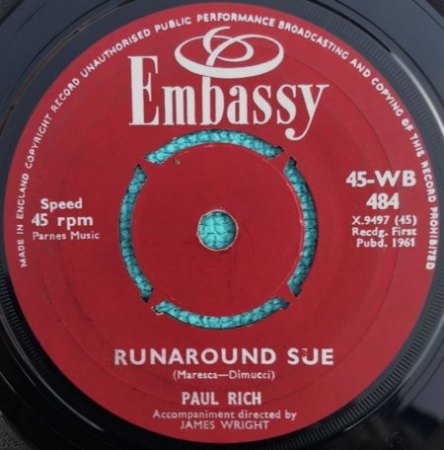 MADE IN ENGLAND COPYRIGHT RECORD UNAUTHORISED PUBLIC PERFORMANCE BROADCASTING AND COPYING OF THIS RECORD PROHIBITED
Embassy
Speed
45 rpm
Parnes Music
45-WB
484
X.9497 (45)
Recdg. First
Pubd. 1961
RUNAROUND SUE
(Maresca—Dimucci)
PAUL RICH
Accompaniment directed by
JAMES WRIGHT